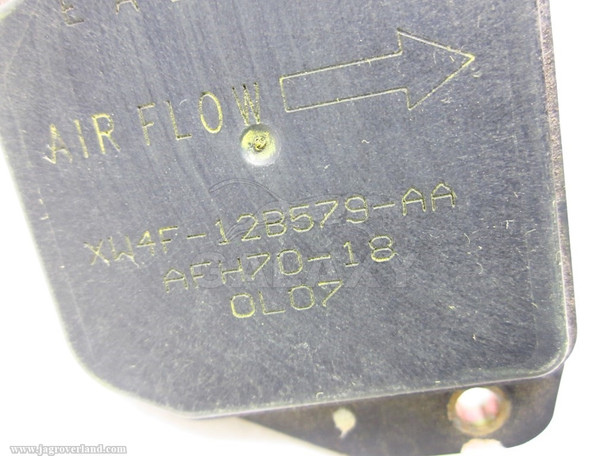 E A
AIR FLOW
XW4F-12B579-AA
AFH70-18
0L07
www.jagroverland.com